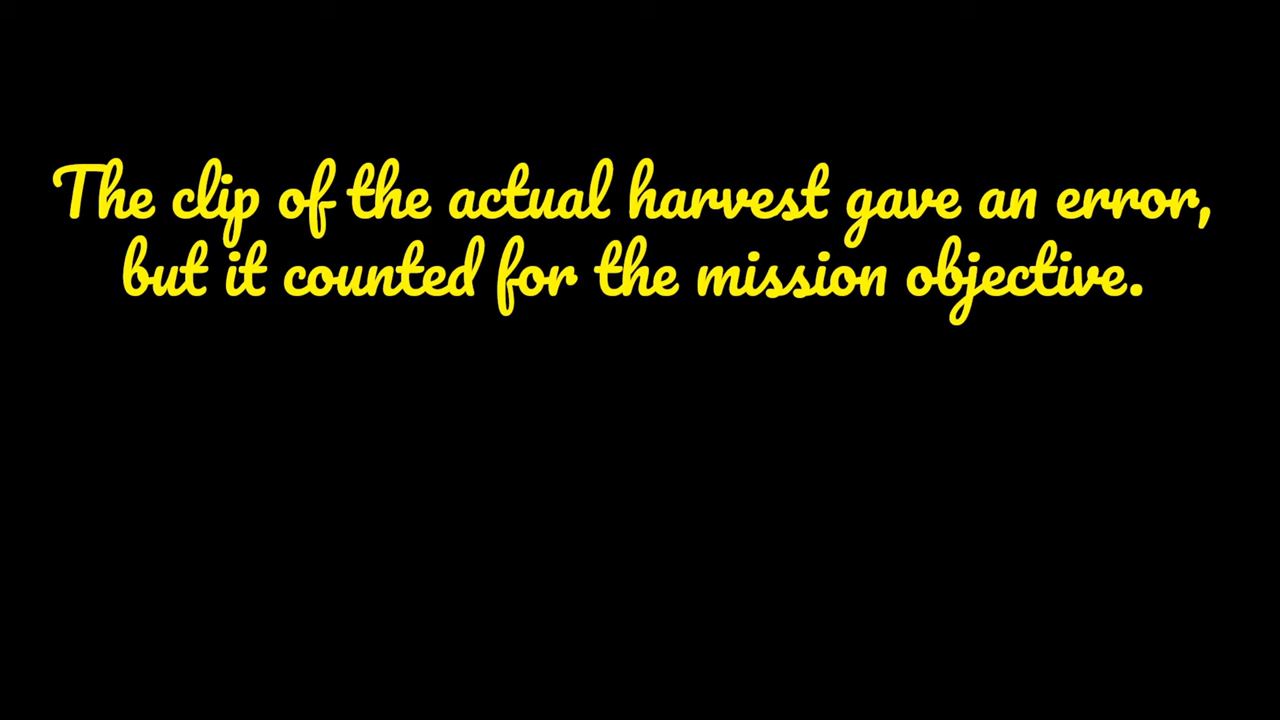 The clip of the actual harvest gave an error,
but it counted for the mission objective.